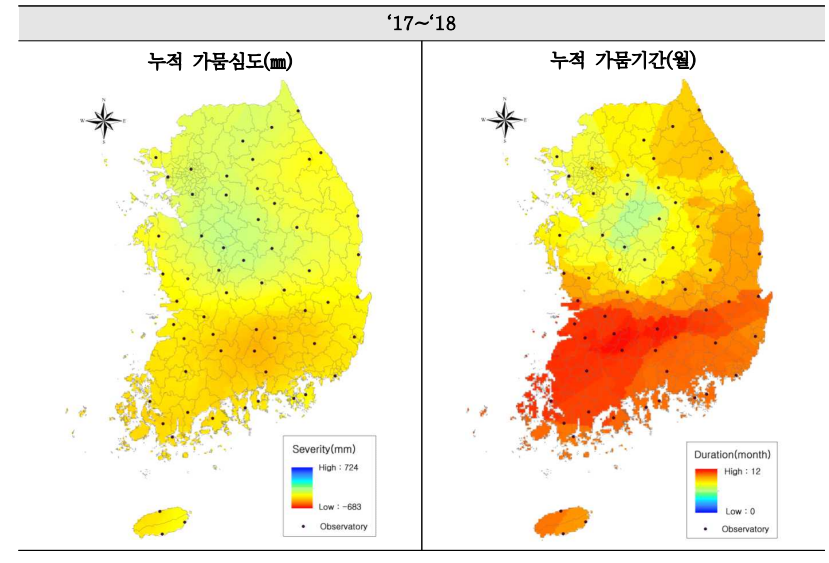 ‘17~‘18
누적 가뭄심도(㎜)
누적 가뭄기간(월)
N
W E
S
N
W E
S
Severity(mm)
High : 724
Low : -683
Observatory
Duration(month)
High : 12
Low : 0
Observatory